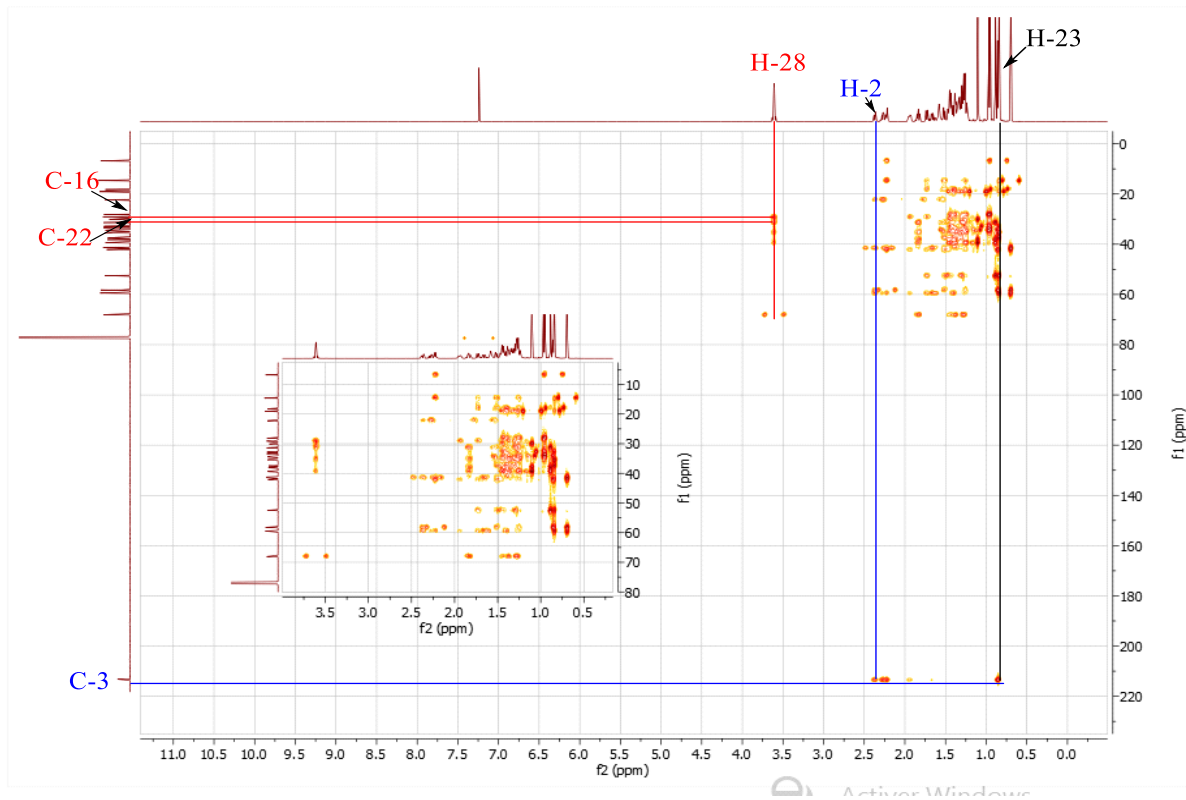 H-23
H-28
H-2
C-16
C-22
C-3
0
20
40
60
80
100
120
140
160
180
200
220
f1 (ppm)
10
20
30
40
50
60
70
80
f1 (ppm)
3.5 3.0 2.5 2.0 1.5 1.0 0.5
f2 (ppm)
11.0 10.5 10.0 9.5 9.0 8.5 8.0 7.5 7.0 6.5 6.0 5.5 5.0 4.5 4.0 3.5 3.0 2.5 2.0 1.5 1.0 0.5 0.0
f2 (ppm)
Activer Windows